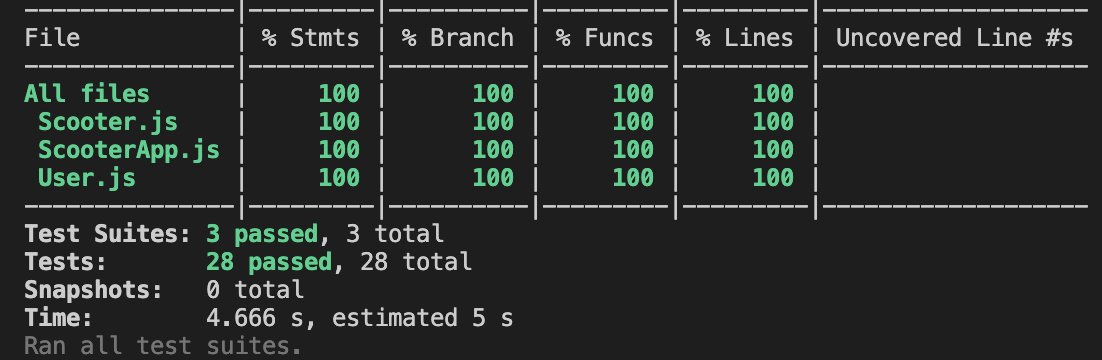 -----------------|---------|----------|---------|---------|-------------------
File             | % Stmts | % Branch | % Funcs | % Lines | Uncovered Line #s
-----------------|---------|----------|---------|---------|-------------------
All files        |     100 |      100 |     100 |     100 |
 Scooter.js      |     100 |      100 |     100 |     100 |
 ScooterApp.js   |     100 |      100 |     100 |     100 |
 User.js         |     100 |      100 |     100 |     100 |
-----------------|---------|----------|---------|---------|-------------------
Test Suites: 3 passed, 3 total
Tests:       28 passed, 28 total
Snapshots:   0 total
Time:        4.666 s, estimated 5 s
Ran all test suites.